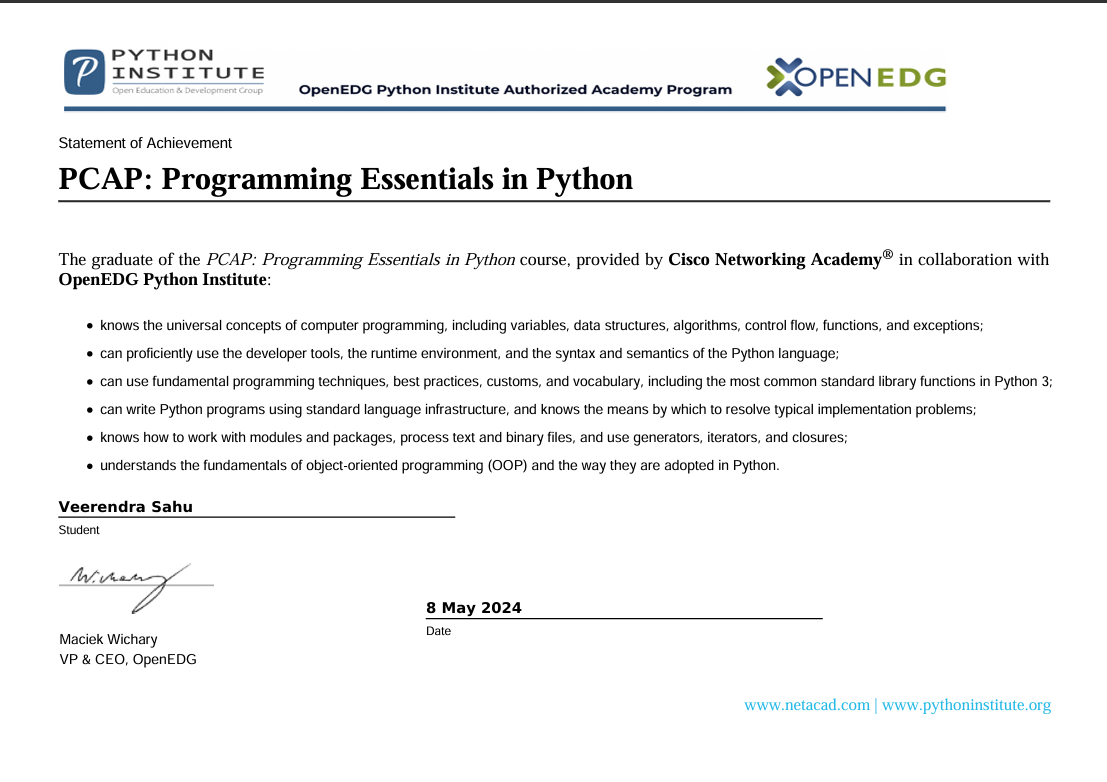 PYTHON
INSTITUTE
Open Education & Development Group
OpenEDG Python Institute Authorized Academy Program
OPENEDG
Statement of Achievement
PCAP: Programming Essentials in Python
The graduate of the PCAP: Programming Essentials in Python course, provided by Cisco Networking Academy® in collaboration with
OpenEDG Python Institute:
• knows the universal concepts of computer programming, including variables, data structures, algorithms, control flow, functions, and exceptions;
• can proficiently use the developer tools, the runtime environment, and the syntax and semantics of the Python language;
• can use fundamental programming techniques, best practices, customs, and vocabulary, including the most common standard library functions in Python 3;
• can write Python programs using standard language infrastructure, and knows the means by which to resolve typical implementation problems;
• knows how to work with modules and packages, process text and binary files, and use generators, iterators, and closures;
• understands the fundamentals of object-oriented programming (OOP) and the way they are adopted in Python.
Veerendra Sahu
Student
W.chary
8 May 2024
Date
Maciek Wichary
VP & CEO, OpenEDG
www.netacad.com | www.pythoninstitute.org